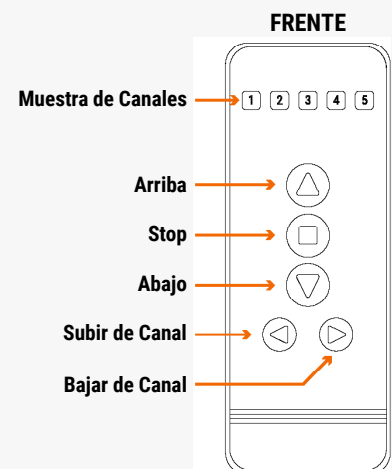 FRENTE
Muestra de Canales
1 2 3 4 5
Arriba
Stop
Abajo
Subir de Canal
Bajar de Canal